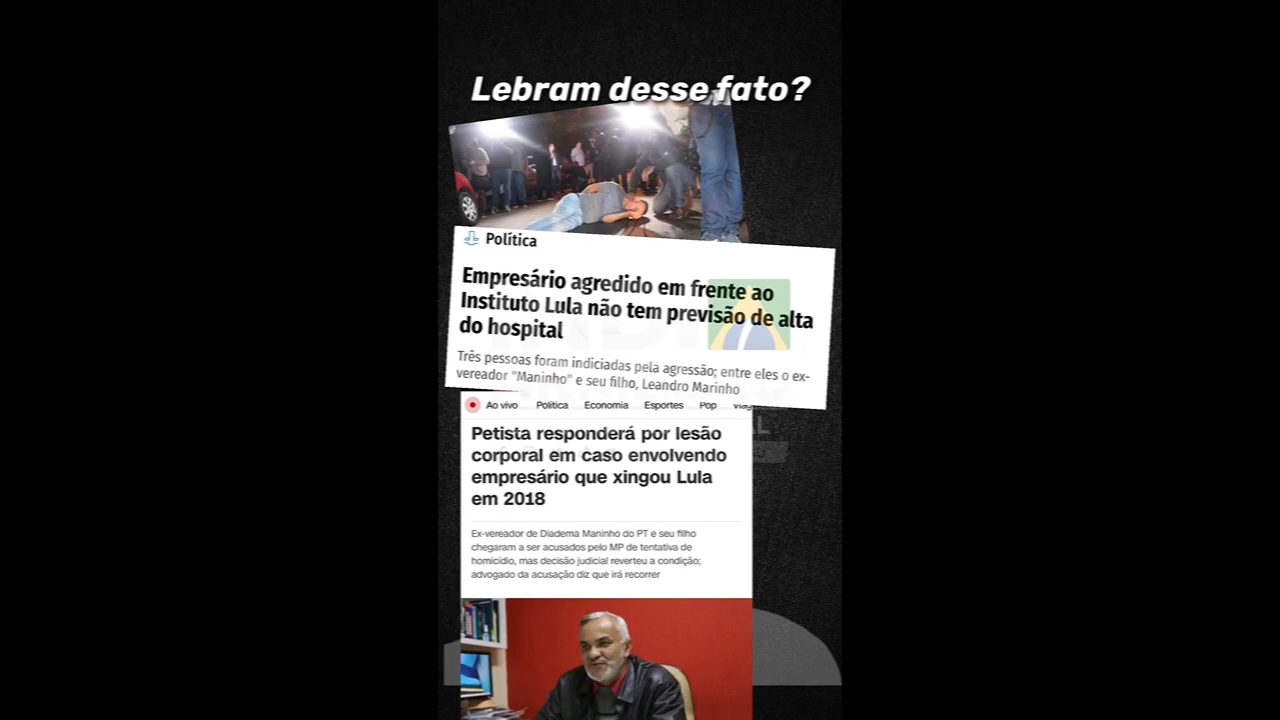 Lebram desse fato?
Política
Empresário agredido em frente ao
Instituto Lula não tem previsão de alta
do hospital
Três pessoas foram indiciadas pela agressão; entre eles o ex-
vereador "Maninho" e seu filho, Leandro Marinho
Ao vivo Política Economia Esportes Pop
Petista responderá por lesão
corporal em caso envolvendo
empresário que xingou Lula
em 2018
Ex-vereador de Diadema Maninho do PT e seu filho
chegaram a ser acusados pelo MP de tentativa de
homicídio, mas decisão judicial reverteu a condição;
advogado da acusação diz que irá recorrer